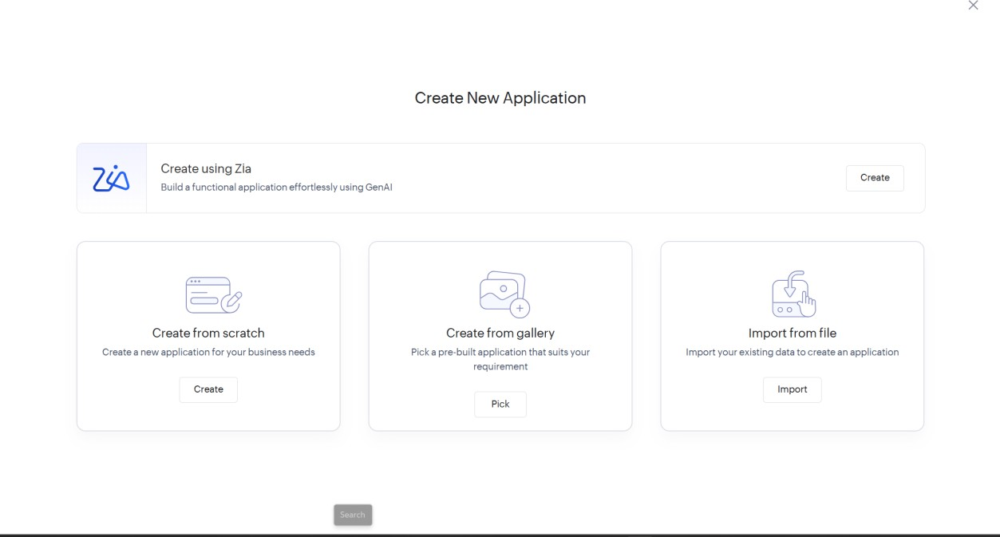 Create New Application
Zia
Create using Zia
Build a functional application effortlessly using GenAI
Create
Create from scratch
Create a new application for your business needs
Create
Create from gallery
Pick a pre-built application that suits your
requirement
Pick
Import from file
Import your existing data to create an application
Import
Search